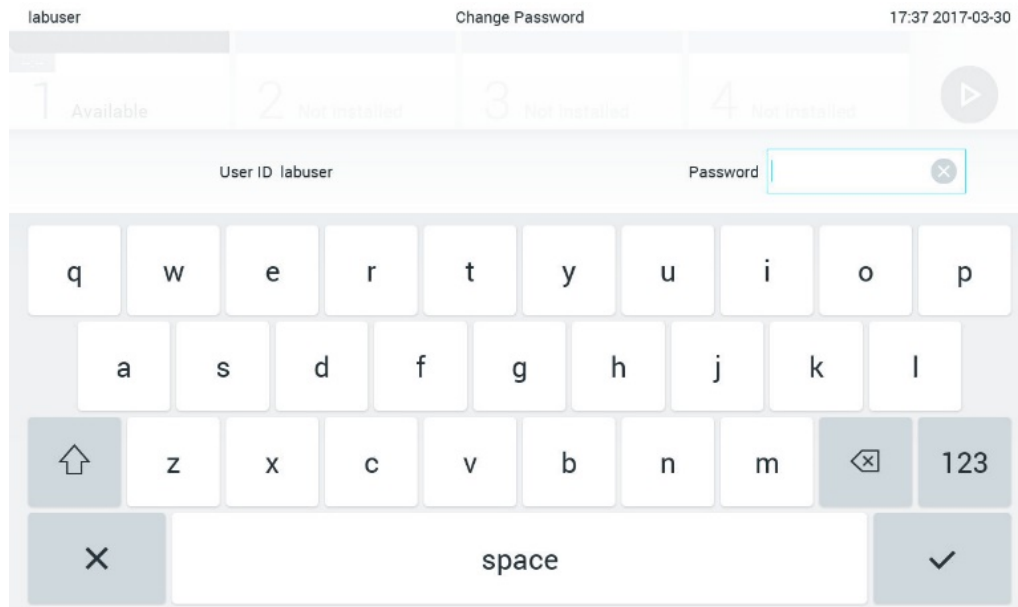 labuser Change Password 17:37 2017-03-30
1 Available 2 Not installed 3 Not installed 4 Not installed
User ID labuser Password
q w e r t y u i o p
a s d f g h j k l
z x c v b n m 123
space